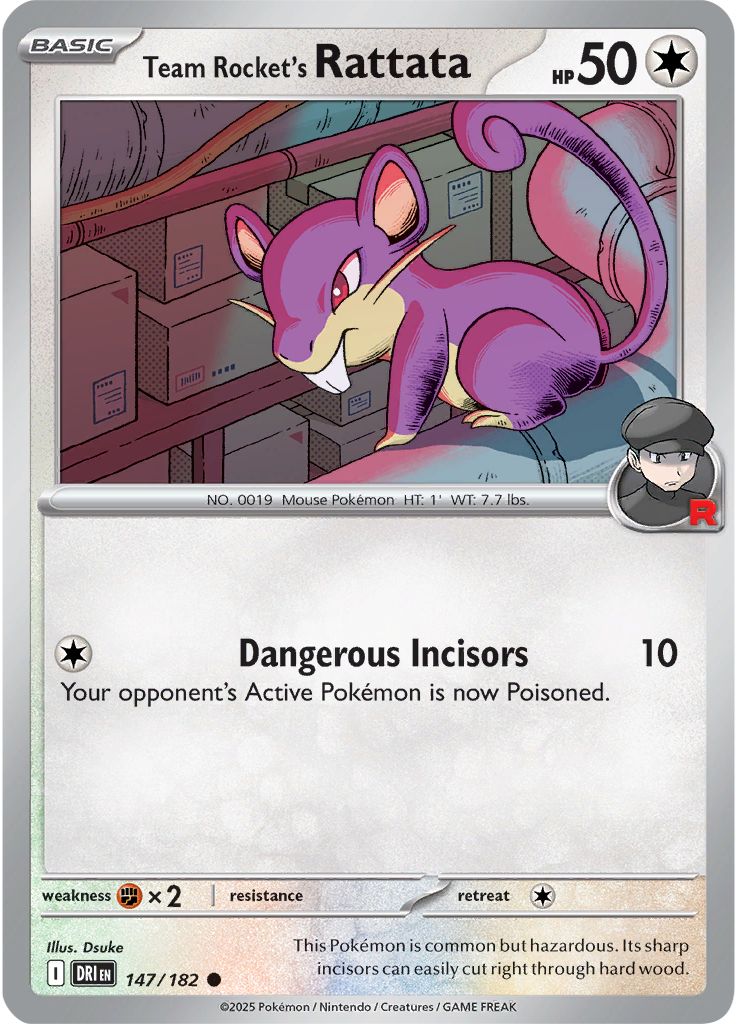 BASIC
Team Rocket's Rattata
HP 50
NO. 0019 Mouse Pokémon HT: 1' WT: 7.7 lbs.
R
Dangerous Incisors 10
Your opponent's Active Pokémon is now Poisoned.
weakness ×2 resistance retreat
Illus. Dsuke
This Pokémon is common but hazardous. Its sharp
incisors can easily cut right through hard wood.
I DRI EN 147/182
©2025 Pokémon / Nintendo / Creatures / GAME FREAK